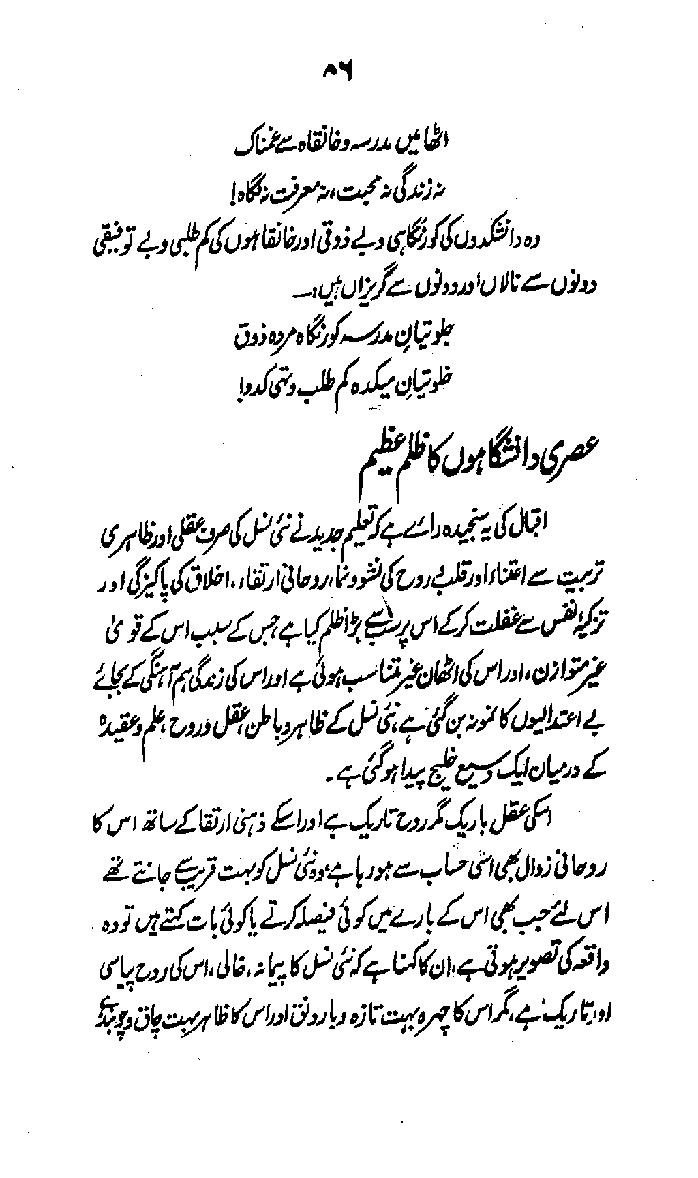 ۸۶
اٹھا میں مدرسہ و خانقاہ سے غمناک
نہ زندگی نہ محبت، نہ معرفت نہ نگاہ!
وہ دانشکدوں کی کورنگاہی و بے ذوقی اور خانقاہوں کی کم طلبی و بے توفیقی
دونوں سے نالاں اور دونوں سے گریزاں ہیں:۔
جلوتیانِ مدرسہ کور نگاہ مردہ ذوق
خلوتیانِ میکدہ کم طلب و تہی کدو!
عصری دانشگاہوں کا ظلم عظیم
اقبال کی یہ سنجیدہ رائے ہے کہ تعلیم جدید نے نئی نسل کی صرف عقلی اور ظاہری
تربیت سے اعتناء اور قلب روح کی نشو و نما، روحانی ارتقاء، اخلاق کی پاکیزگی اور
تزکیۂ نفس سے غفلت کر کے اس پر سب سے بڑا ظلم کیا ہے جس کے سبب اس کے قویٰ
غیر متوازن، اور اس کی اٹھان غیر متناسب ہوئی ہے اور اس کی زندگی ہم آہنگی کے بجائے
بے اعتدالیوں کا نمونہ بن گئی ہے، نئی نسل کے ظاہر و باطن، عقل و روح، علم و عقیدہ
کے درمیان ایک وسیع خلیج پیدا ہو گئی ہے۔
اسکی عقل باریک مگر روح تاریک ہے اور اسکے ذہنی ارتقا کے ساتھ اس کا
روحانی زوال بھی اسی حساب سے ہو رہا ہے؛ وہ نئی نسل کو بہت قریب سے جانتے تھے
اس لئے جب بھی اس کے بارے میں کوئی فیصلہ کرتے یا کوئی بات کہتے ہیں تو وہ
واقعہ کی تصویر ہوتی ہے، ان کا کہنا ہے کہ نئی نسل کا پیمانہ، خالی، اس کی روح پیاسی
اور تاریک ہے، مگر اس کا چہرہ بہت تازہ و بارونق اور اس کا ظاہر بہت چاق و چوبند ہے